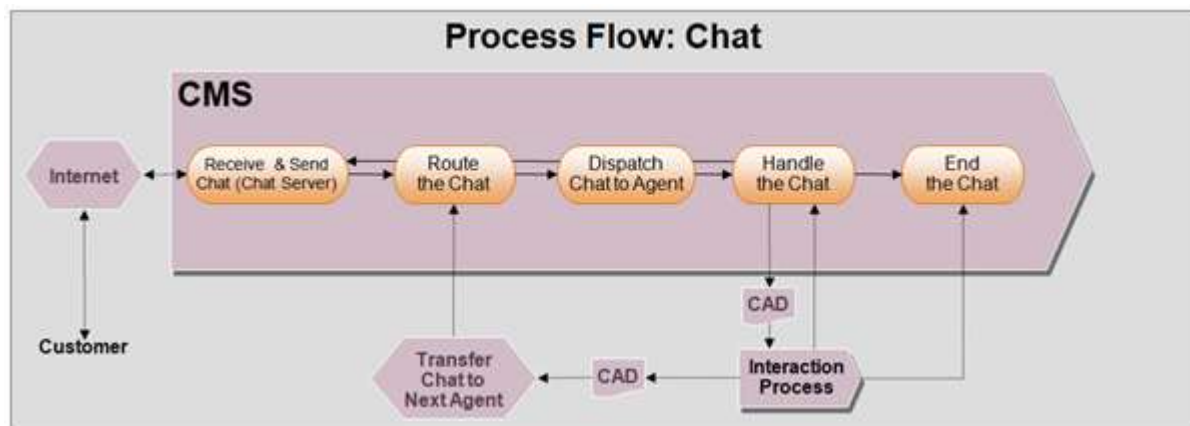 Process Flow: Chat
CMS
Internet
Receive & Send
Chat (Chat Server)
Route
the Chat
Dispatch
Chat to Agent
Handle
the Chat
End
the Chat
Customer
CAD
Transfer
Chat to
Next Agent
CAD
Interaction
Process